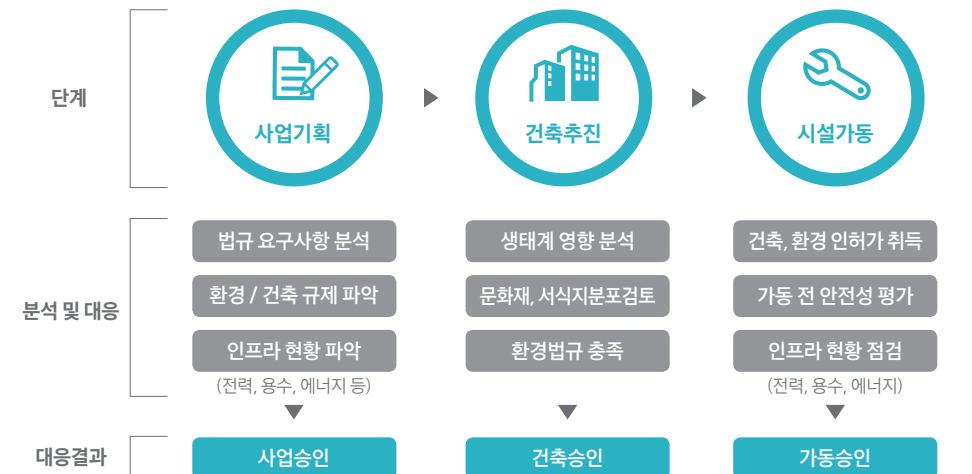 단계
사업기획
건축추진
시설가동
분석 및 대응
법규 요구사항 분석
생태계 영향 분석
건축, 환경 인허가 취득
환경 / 건축 규제 파악
문화재, 서식지분포검토
가동 전 안전성 평가
인프라 현황 파악
환경법규 충족
인프라 현황 점검
(전력, 용수, 에너지 등)
(전력, 용수, 에너지)
대응결과
사업승인
건축승인
가동승인